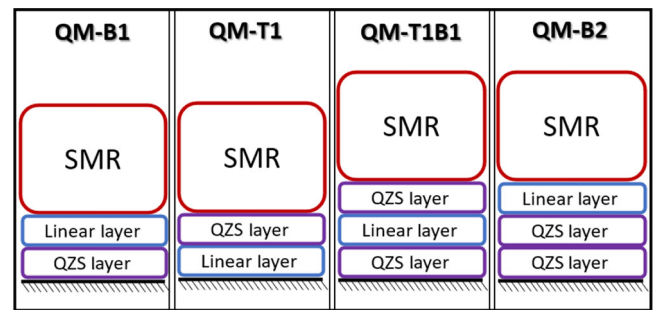 QM-B1
SMR
Linear layer
QZS layer
QM-T1
SMR
QZS layer
Linear layer
QM-T1B1
SMR
QZS layer
Linear layer
QZS layer
QM-B2
SMR
Linear layer
QZS layer
QZS layer